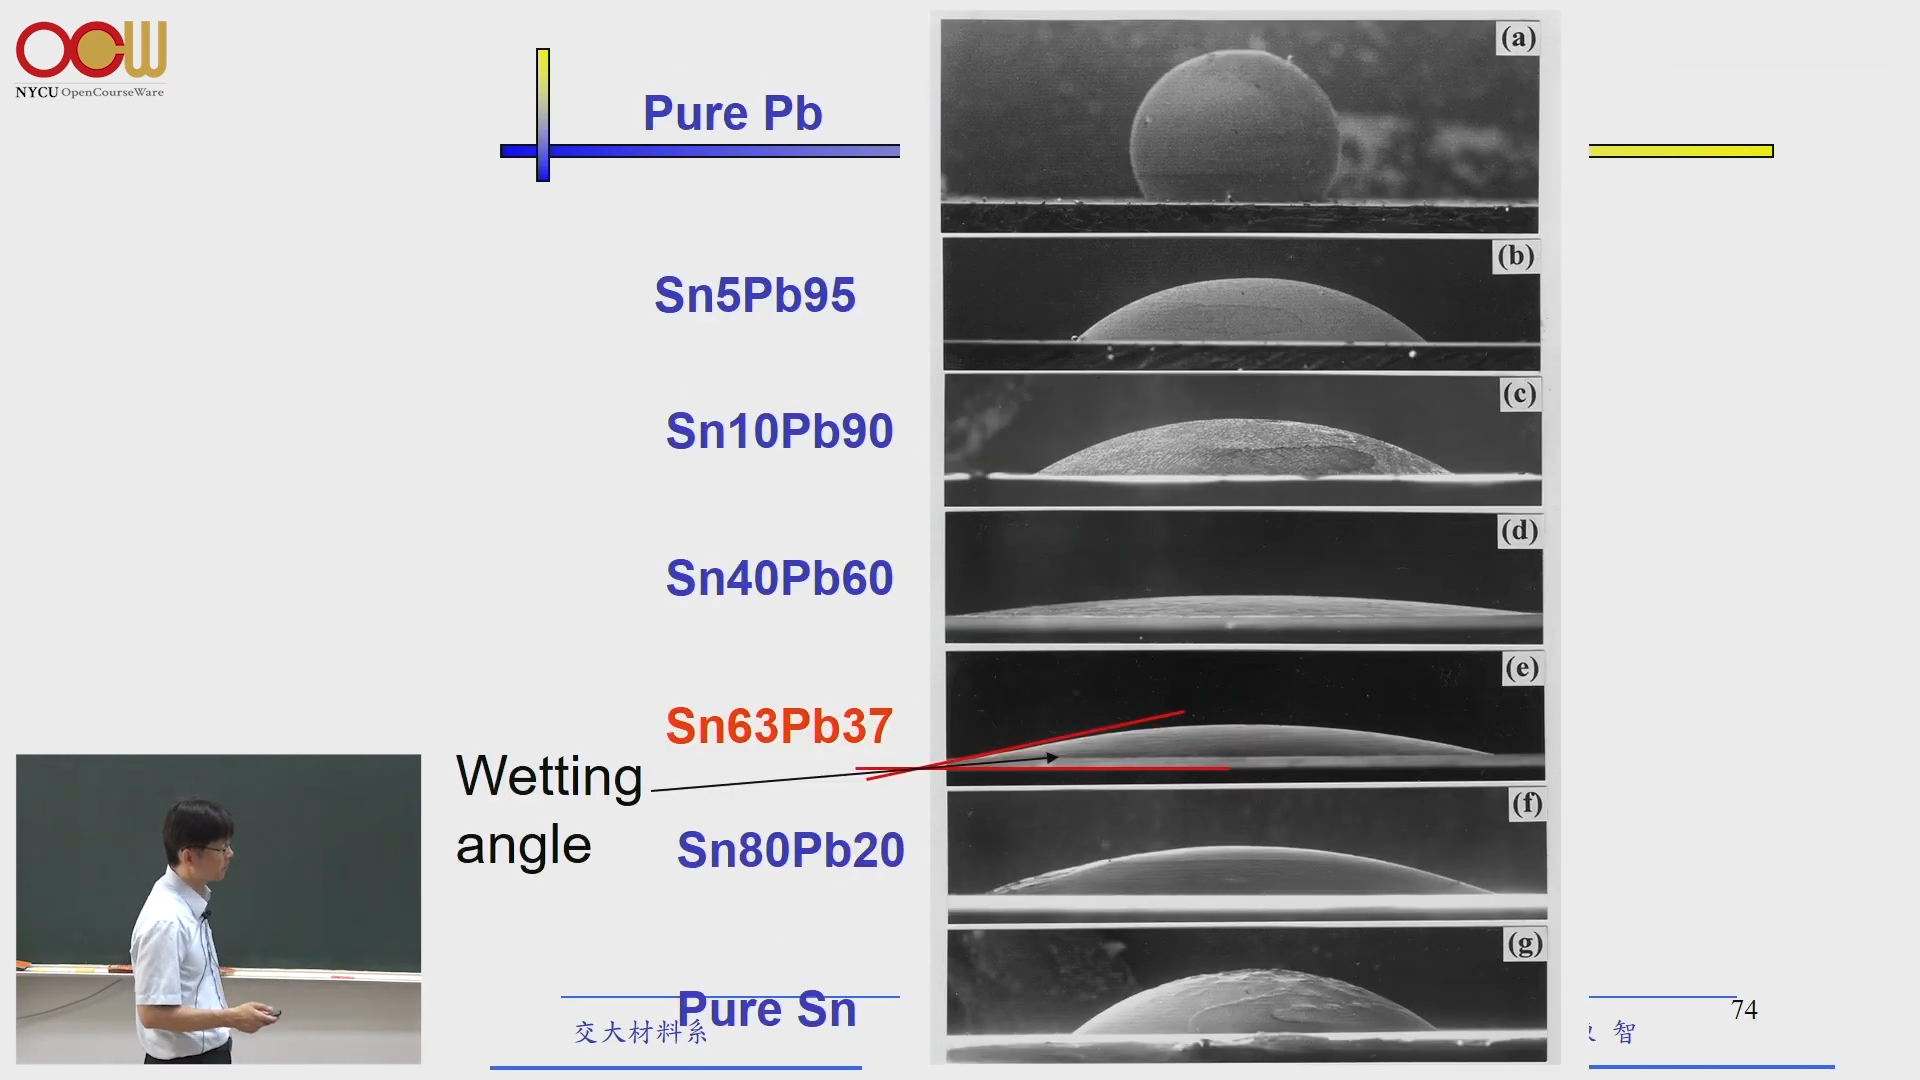 OCW
NYCU OpenCourseWare
Pure Pb
(a)
Sn5Pb95
(b)
Sn10Pb90
(c)
Sn40Pb60
(d)
Sn63Pb37
(e)
Wetting
angle
Sn80Pb20
(f)
Pure Sn
(g)
交大材料系
智
74